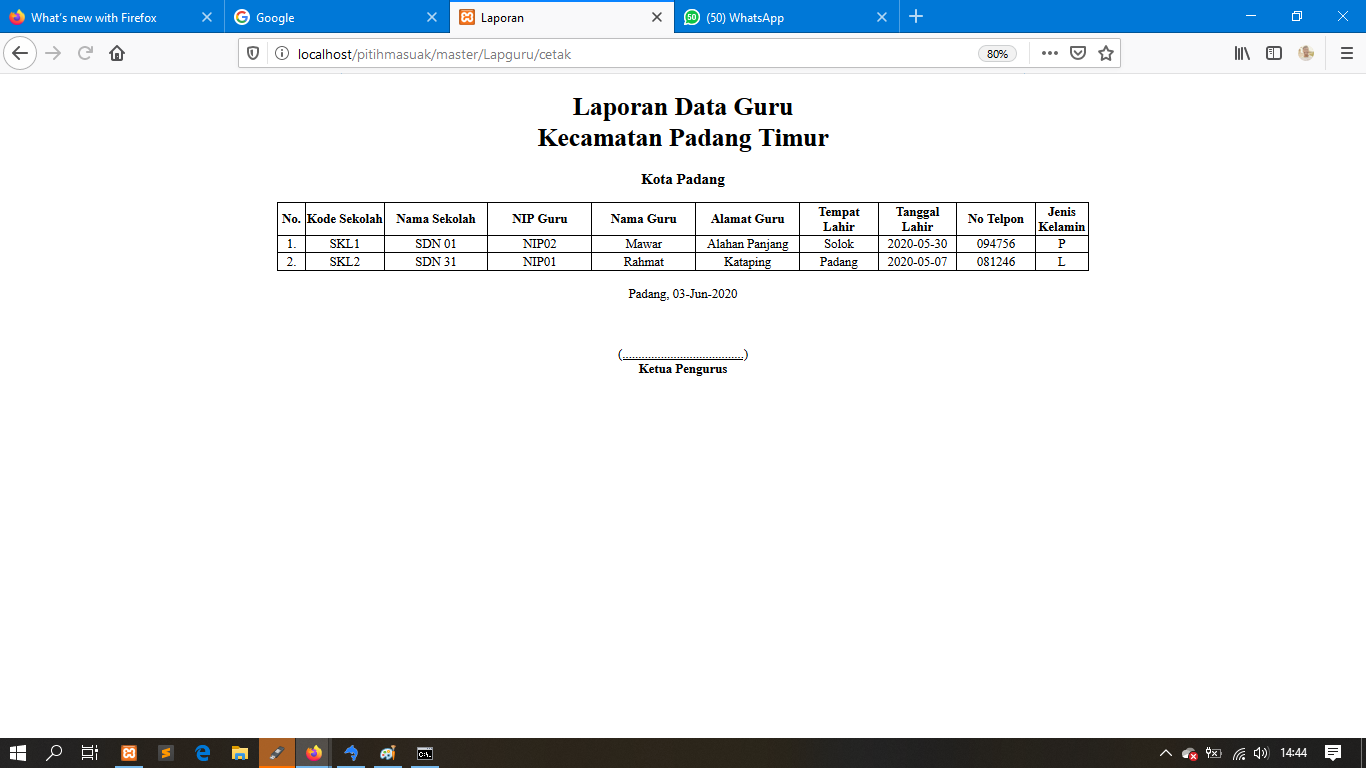 What's new with Firefox
Google
Laporan
50 (50) WhatsApp
localhost/pitihmasuak/master/Lapguru/cetak
80%
Laporan Data Guru
Kecamatan Padang Timur
Kota Padang
No. Kode Sekolah Nama Sekolah NIP Guru Nama Guru Alamat Guru Tempat Lahir Tanggal Lahir No Telpon Jenis Kelamin
1. SKL1 SDN 01 NIP02 Mawar Alahan Panjang Solok 2020-05-30 094756 P
2. SKL2 SDN 31 NIP01 Rahmat Kataping Padang 2020-05-07 081246 L
Padang, 03-Jun-2020
(......................................)
Ketua Pengurus
14:44